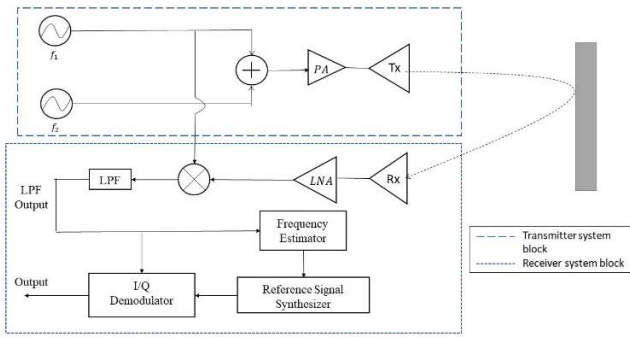 f₁
PA
Tx
f₂
LPF
LNA
Rx
LPF
Output
Frequency
Estimator
Transmitter system
block
Receiver system block
Output
I/Q
Demodulator
Reference Signal
Synthesizer